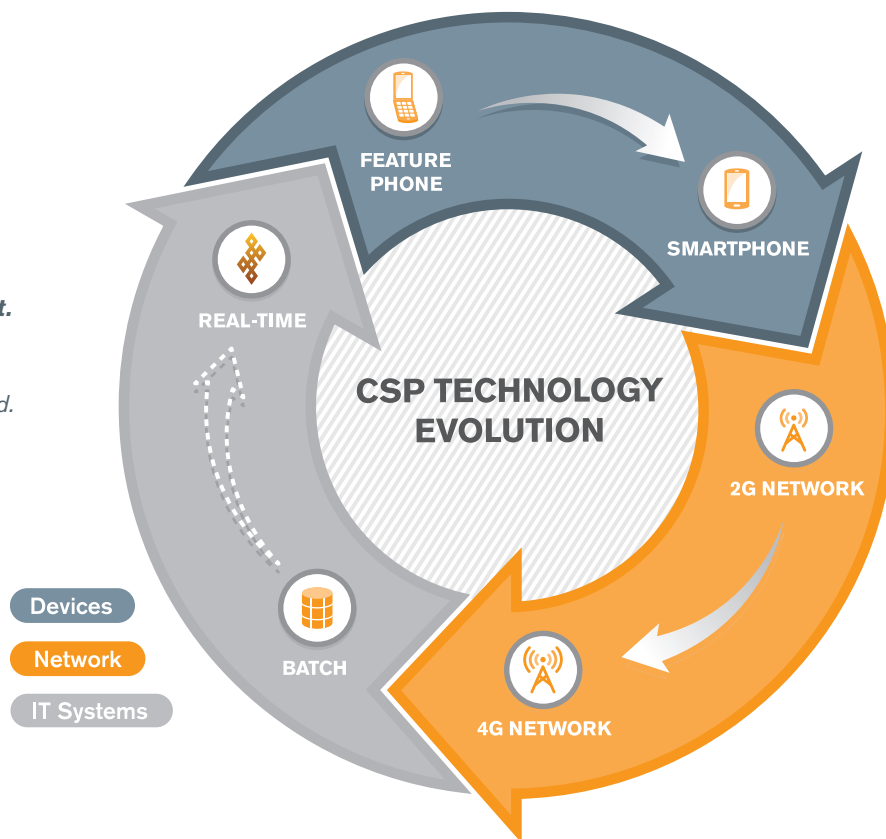 FEATURE
PHONE
SMARTPHONE
REAL-TIME
CSP TECHNOLOGY
EVOLUTION
2G NETWORK
BATCH
4G NETWORK
Devices
Network
IT Systems